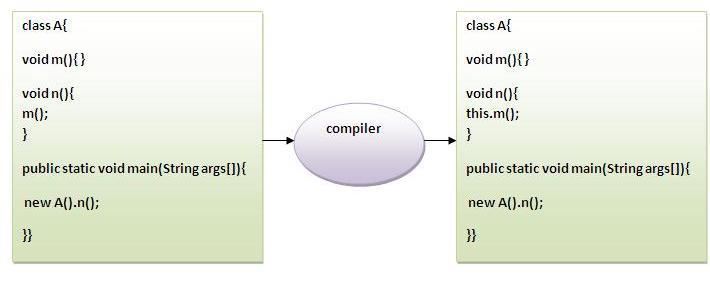 class A{
void m(){}
void n(){
m();
}
public static void main(String args[]){
new A().n();
}}
compiler
class A{
void m(){}
void n(){
this.m();
}
public static void main(String args[]){
new A().n();
}}